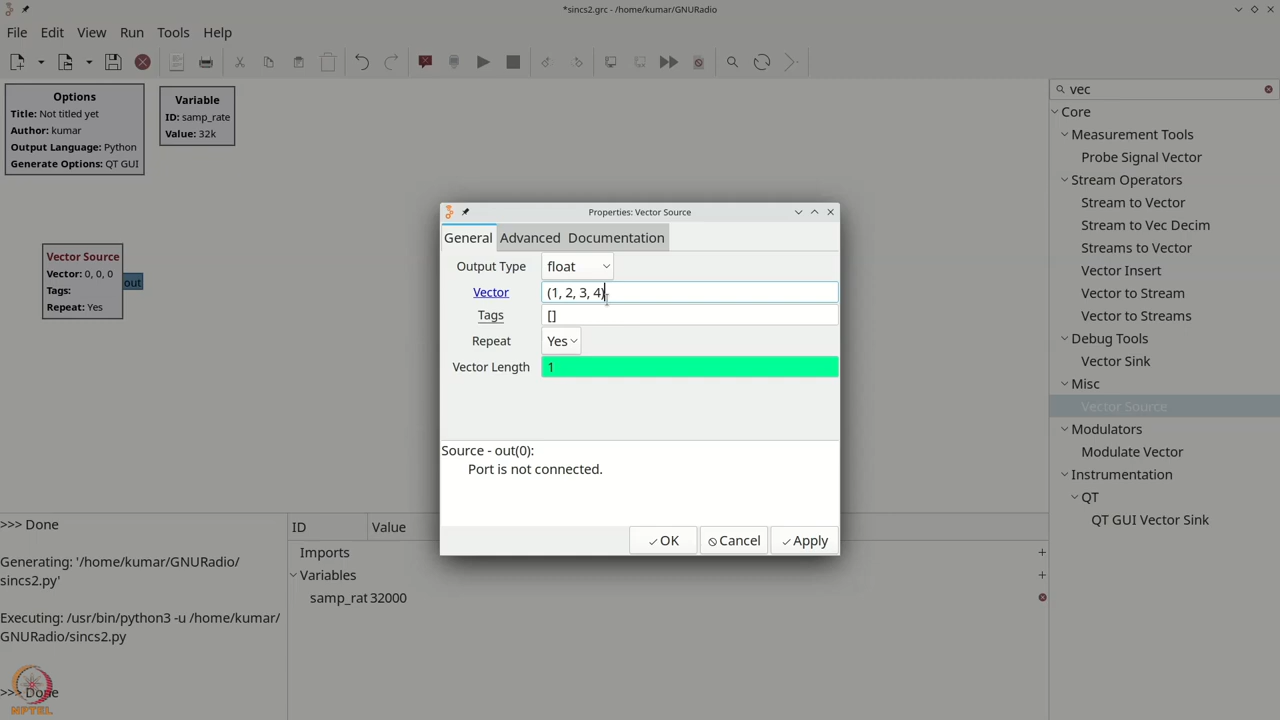 *sincs2.grc - /home/kumar/GNURadio
File Edit View Run Tools Help
Options
Title: Not titled yet
Author: kumar
Output Language: Python
Generate Options: QT GUI
Variable
ID: samp_rate
Value: 32k
Vector Source
Vector: 0, 0, 0
Tags:
Repeat: Yes
out
Properties: Vector Source
General Advanced Documentation
Output Type float
Vector (1, 2, 3, 4)
Tags []
Repeat Yes
Vector Length 1
Source - out(0):
Port is not connected.
OK Cancel Apply
vec
Core
Measurement Tools
Probe Signal Vector
Stream Operators
Stream to Vector
Stream to Vec Decim
Streams to Vector
Vector Insert
Vector to Stream
Vector to Streams
Debug Tools
Vector Sink
Misc
Vector Source
Modulators
Modulate Vector
Instrumentation
QT
QT GUI Vector Sink
>>> Done
Generating: '/home/kumar/GNURadio/
sincs2.py'
Executing: /usr/bin/python3 -u /home/kumar/
GNURadio/sincs2.py
>>> Done
NPTEL
ID Value
Imports
Variables
samp_rat 32000